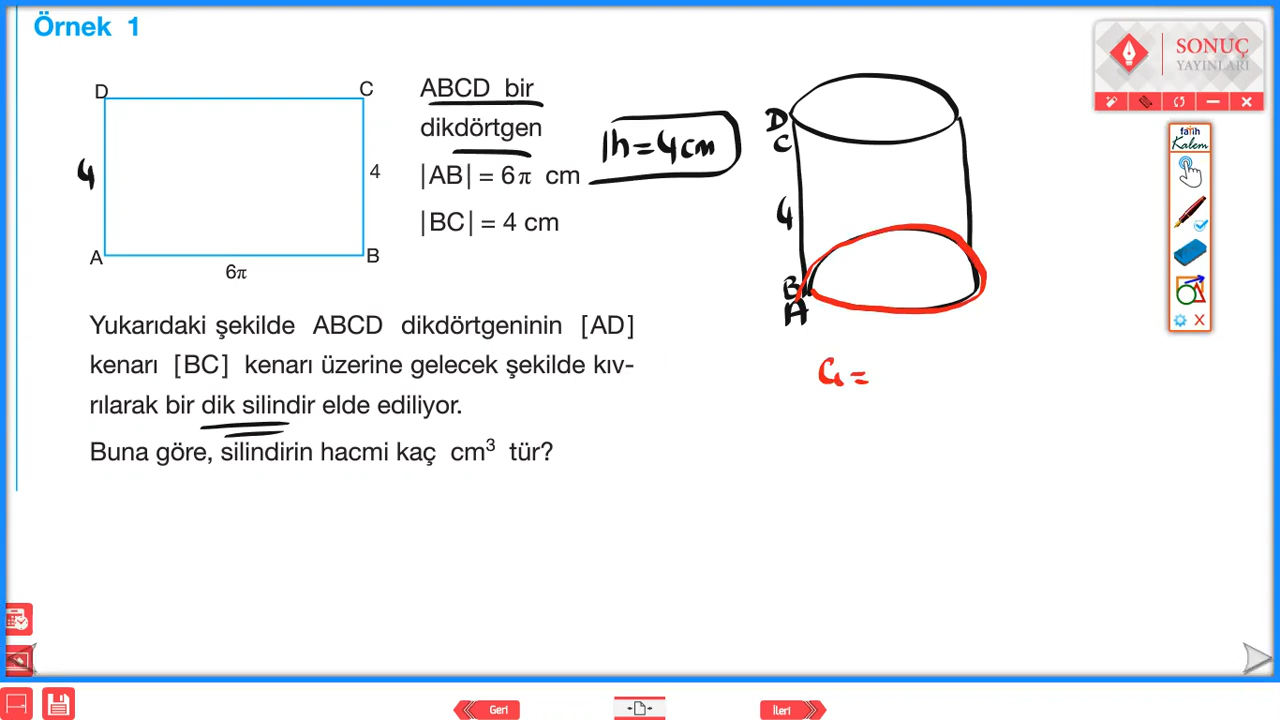 Örnek 1
D
C
4
4
A
B
6π
ABCD bir
dikdörtgen
|AB| = 6π cm
|BC| = 4 cm
h = 4 cm
D
C
4
B
A
Ç =
Yukarıdaki şekilde ABCD dikdörtgeninin [AD]
kenarı [BC] kenarı üzerine gelecek şekilde kıv-
rılarak bir dik silindir elde ediliyor.
Buna göre, silindirin hacmi kaç cm³ tür?
SONUÇ
YAYINLARI
fatih
Kalem
Geri
İleri